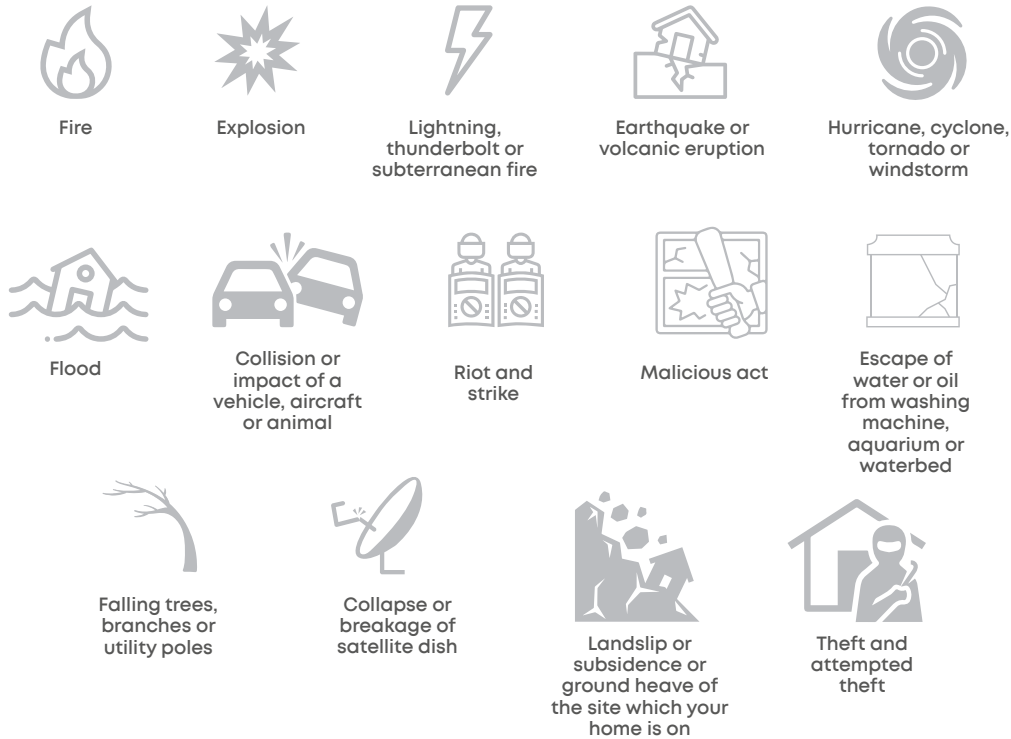 Fire
Explosion
Lightning,
thunderbolt or
subterranean fire
Earthquake or
volcanic eruption
Hurricane, cyclone,
tornado or
windstorm
Flood
Collision or
impact of a
vehicle, aircraft
or animal
Riot and
strike
Malicious act
Escape of
water or oil
from washing
machine,
aquarium or
waterbed
Falling trees,
branches or
utility poles
Collapse or
breakage of
satellite dish
Landslip or
subsidence or
ground heave of
the site which your
home is on
Theft and
attempted
theft